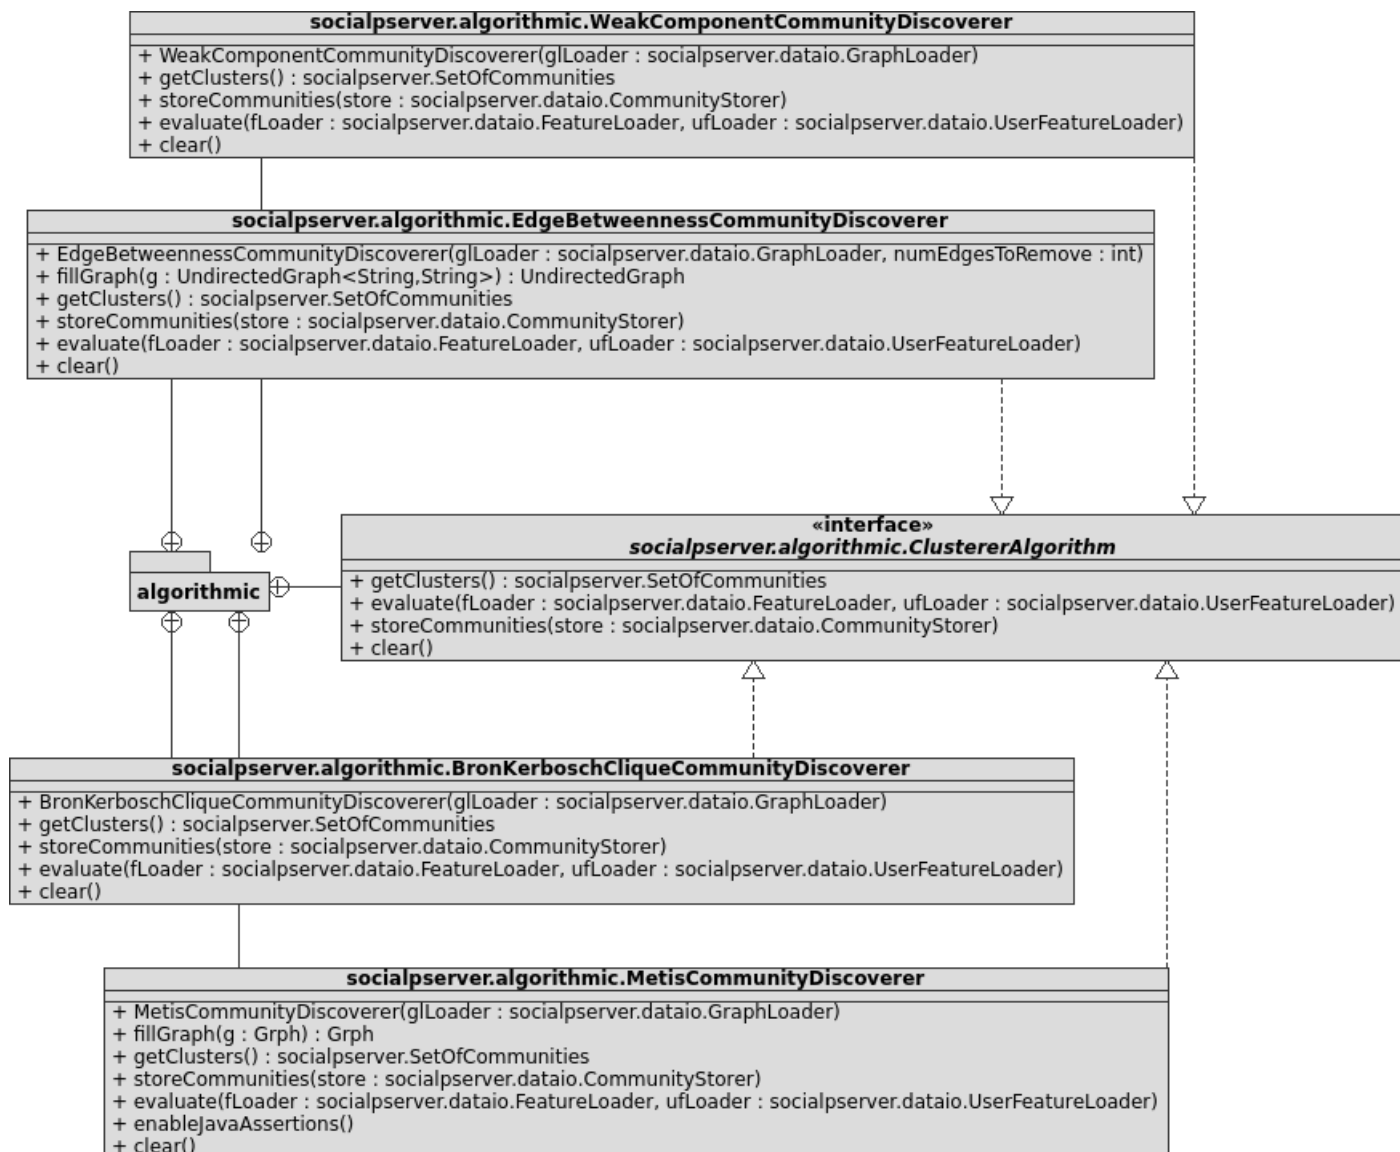 socialpserver.algorithmic.WeakComponentCommunityDiscoverer
+ WeakComponentCommunityDiscoverer(glLoader : socialpserver.dataio.GraphLoader)
+ getClusters() : socialpserver.SetOfCommunities
+ storeCommunities(store : socialpserver.dataio.CommunityStorer)
+ evaluate(fLoader : socialpserver.dataio.FeatureLoader, ufLoader : socialpserver.dataio.UserFeatureLoader)
+ clear()
socialpserver.algorithmic.EdgeBetweennessCommunityDiscoverer
+ EdgeBetweennessCommunityDiscoverer(glLoader : socialpserver.dataio.GraphLoader, numEdgesToRemove : int)
+ fillGraph(g : UndirectedGraph<String,String>) : UndirectedGraph
+ getClusters() : socialpserver.SetOfCommunities
+ storeCommunities(store : socialpserver.dataio.CommunityStorer)
+ evaluate(fLoader : socialpserver.dataio.FeatureLoader, ufLoader : socialpserver.dataio.UserFeatureLoader)
+ clear()
«interface»
socialpserver.algorithmic.ClustererAlgorithm
+ getClusters() : socialpserver.SetOfCommunities
+ evaluate(fLoader : socialpserver.dataio.FeatureLoader, ufLoader : socialpserver.dataio.UserFeatureLoader)
+ storeCommunities(store : socialpserver.dataio.CommunityStorer)
+ clear()
algorithmic
socialpserver.algorithmic.BronKerboschCliqueCommunityDiscoverer
+ BronKerboschCliqueCommunityDiscoverer(glLoader : socialpserver.dataio.GraphLoader)
+ getClusters() : socialpserver.SetOfCommunities
+ storeCommunities(store : socialpserver.dataio.CommunityStorer)
+ evaluate(fLoader : socialpserver.dataio.FeatureLoader, ufLoader : socialpserver.dataio.UserFeatureLoader)
+ clear()
socialpserver.algorithmic.MetisCommunityDiscoverer
+ MetisCommunityDiscoverer(glLoader : socialpserver.dataio.GraphLoader)
+ fillGraph(g : Grph) : Grph
+ getClusters() : socialpserver.SetOfCommunities
+ storeCommunities(store : socialpserver.dataio.CommunityStorer)
+ evaluate(fLoader : socialpserver.dataio.FeatureLoader, ufLoader : socialpserver.dataio.UserFeatureLoader)
+ enableJavaAssertions()
+ clear()